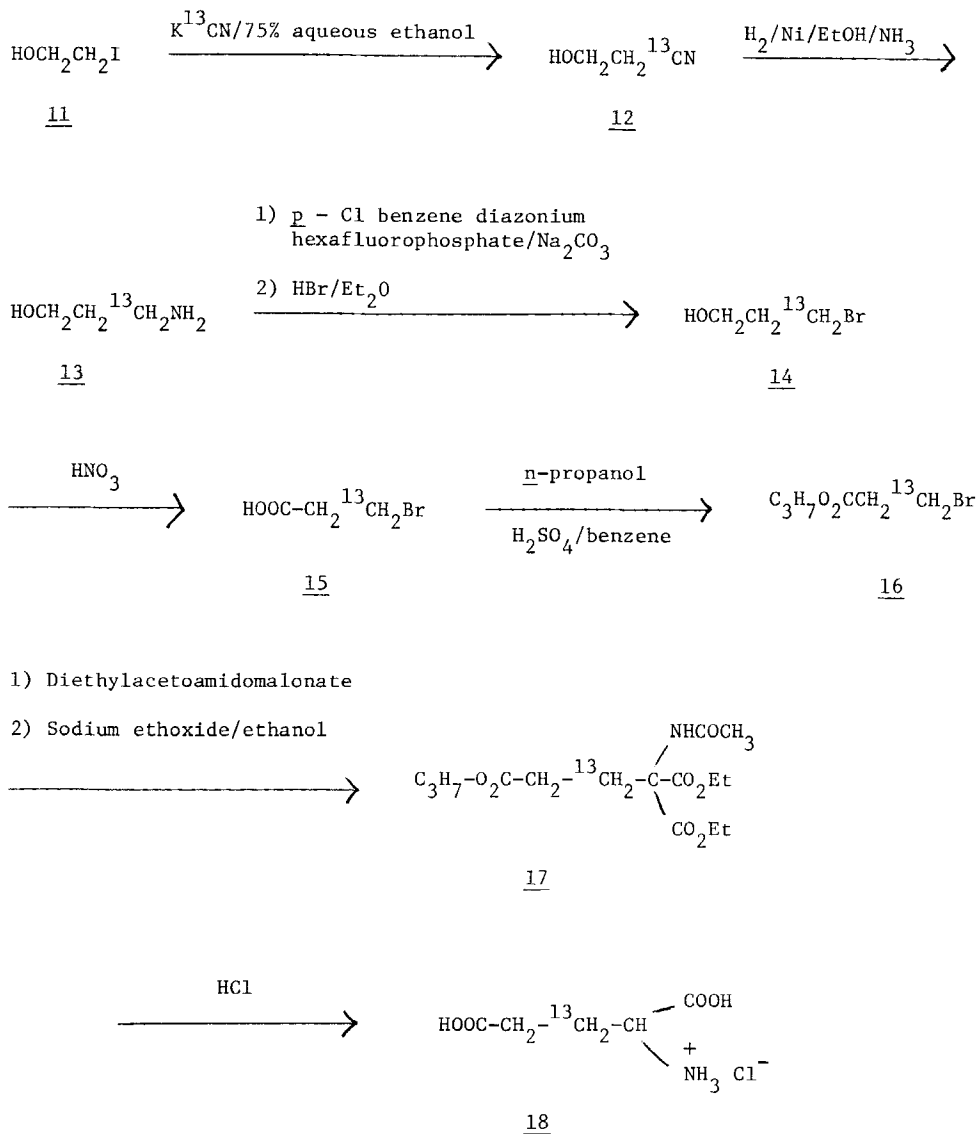 K¹³CN/75% aqueous ethanol
H₂/Ni/EtOH/NH₃
HOCH₂CH₂I
HOCH₂CH₂¹³CN
11
12
1) p - Cl benzene diazonium
hexafluorophosphate/Na₂CO₃
2) HBr/Et₂O
HOCH₂CH₂¹³CH₂NH₂
HOCH₂CH₂¹³CH₂Br
13
14
HNO₃
n-propanol
HOOC-CH₂¹³CH₂Br
C₃H₇O₂CCH₂¹³CH₂Br
H₂SO₄/benzene
15
16
1) Diethylacetoamidomalonate
2) Sodium ethoxide/ethanol
NHCOCH₃
C₃H₇-O₂C-CH₂-¹³CH₂-C-CO₂Et
CO₂Et
17
HCl
COOH
HOOC-CH₂-¹³CH₂-CH
+
NH₃ Cl⁻
18